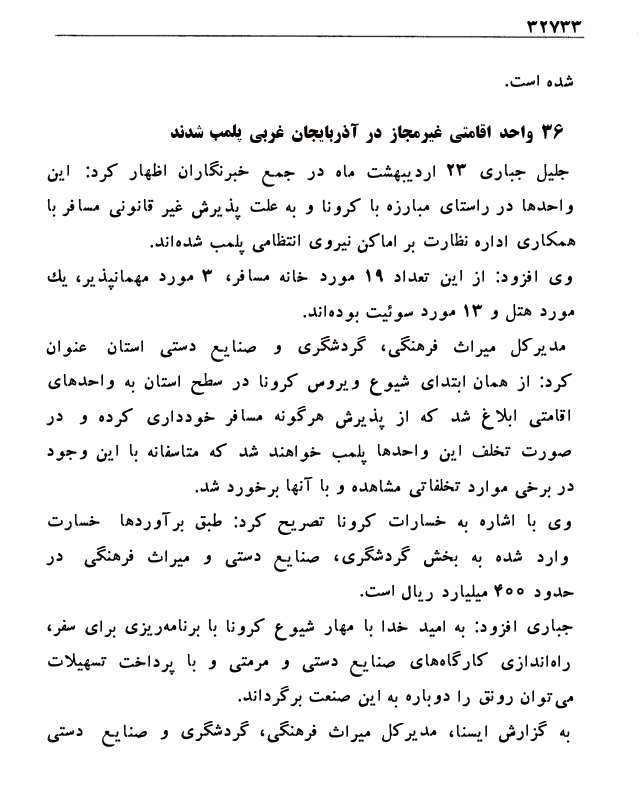 ۳۲۷۳۳
شده است.
۳۶ واحد اقامتی غیرمجاز در آذربایجان غربی پلمب شدند
جلیل جباری ۲۳ اردیبهشت ماه در جمع خبرنگاران اظهار کرد: این
واحدها در راستای مبارزه با کرونا و به علت پذیرش غیر قانونی مسافر با
همکاری اداره نظارت بر اماکن نیروی انتظامی پلمب شده‌اند.
وی افزود: از این تعداد ۱۹ مورد خانه مسافر، ۳ مورد مهمانپذیر، یك
مورد هتل و ۱۳ مورد سوئیت بوده‌اند.
مدیرکل میراث فرهنگی، گردشگری و صنایع دستی استان عنوان
کرد: از همان ابتدای شیوع ویروس کرونا در سطح استان به واحدهای
اقامتی ابلاغ شد که از پذیرش هرگونه مسافر خودداری کرده و در
صورت تخلف این واحدها پلمب خواهند شد که متاسفانه با این وجود
در برخی موارد تخلفاتی مشاهده و با آنها برخورد شد.
وی با اشاره به خسارات کرونا تصریح کرد: طبق برآوردها خسارت
وارد شده به بخش گردشگری، صنایع دستی و میراث فرهنگی در
حدود ۴۰۰ میلیارد ریال است.
جباری افزود: به امید خدا با مهار شیوع کرونا با برنامه‌ریزی برای سفر،
راه‌اندازی کارگاه‌های صنایع دستی و مرمتی و با پرداخت تسهیلات
می‌توان رونق را دوباره به این صنعت برگرداند.
به گزارش ایسنا، مدیرکل میراث فرهنگی، گردشگری و صنایع دستی